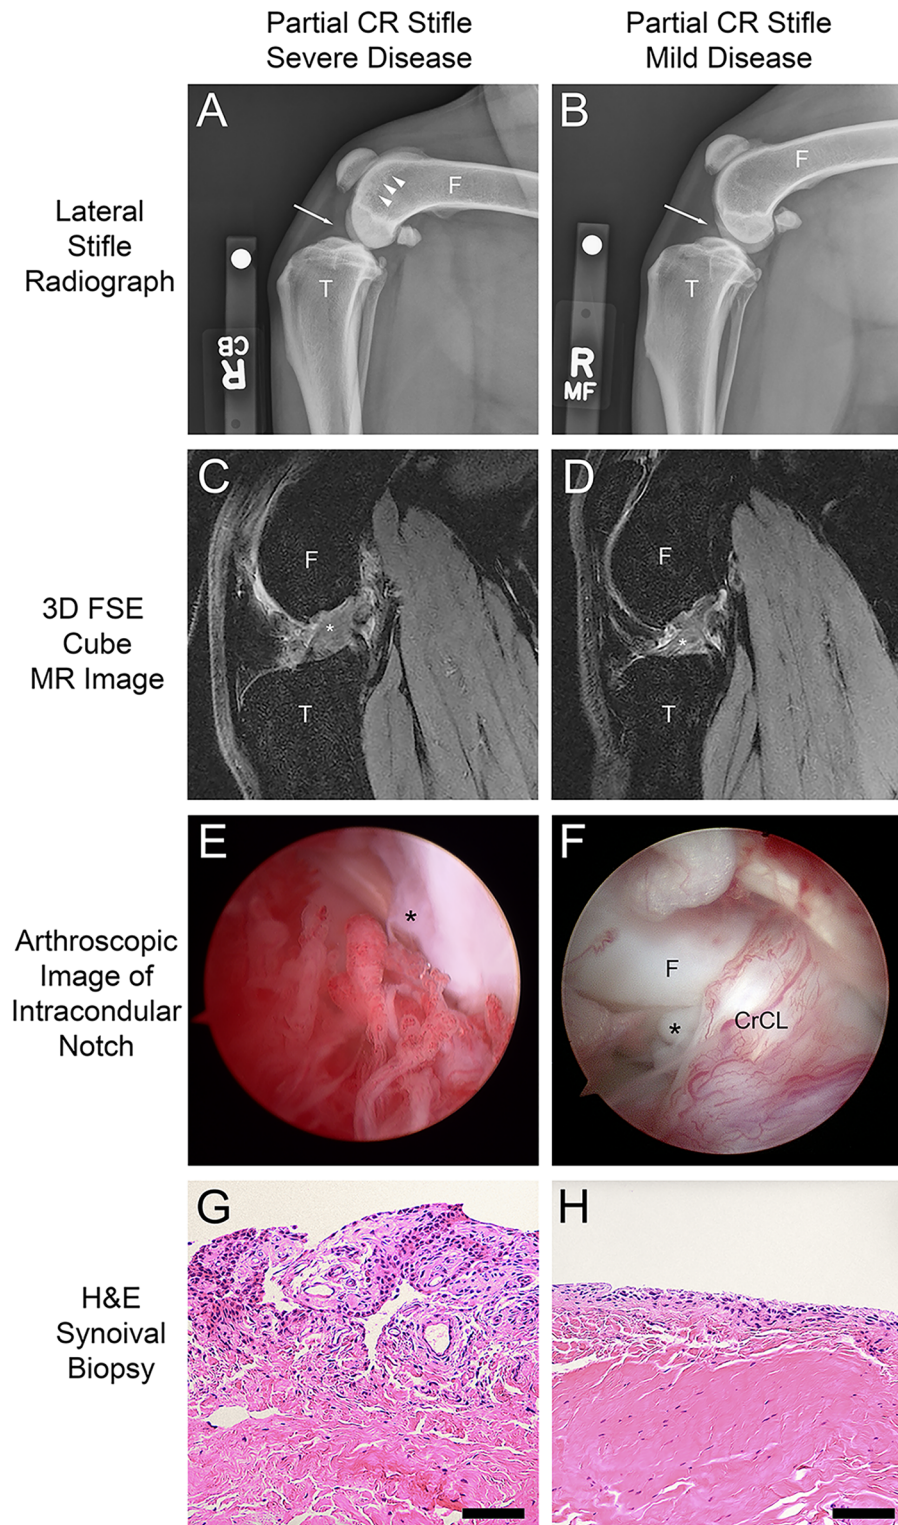 Partial CR Stifle
Severe Disease
Partial CR Stifle
Mild Disease
Lateral
Stifle
Radiograph
A
F
T
CB
R
B
F
T
R
MF
3D FSE
Cube
MR Image
C
F
*
T
D
F
*
T
Arthroscopic
Image of
Intracondular
Notch
E
*
F
F
*
CrCL
H&E
Synoival
Biopsy
G
H